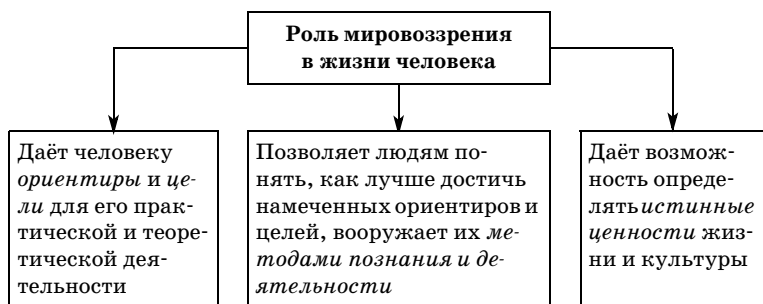 Роль мировоззрения
в жизни человека
Даёт человеку
ориентиры и це-
ли для его прак-
тической и теоре-
тической дея-
тельности
Позволяет людям по-
нять, как лучше достичь
намеченных ориентиров и
целей, вооружает их ме-
тодами познания и де-
ятельности
Даёт возмож-
ность опреде-
лять истинные
ценности жиз-
ни и культуры